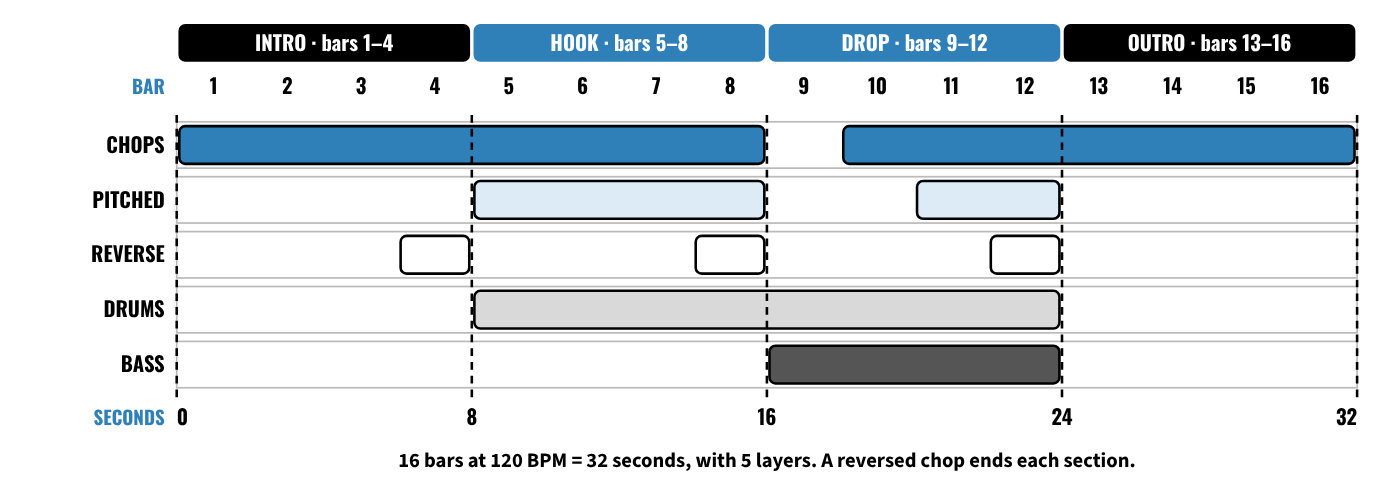 INTRO · bars 1–4 HOOK · bars 5–8 DROP · bars 9–12 OUTRO · bars 13–16
BAR 1 2 3 4 5 6 7 8 9 10 11 12 13 14 15 16
CHOPS
PITCHED
REVERSE
DRUMS
BASS
SECONDS 0 8 16 24 32
16 bars at 120 BPM = 32 seconds, with 5 layers. A reversed chop ends each section.